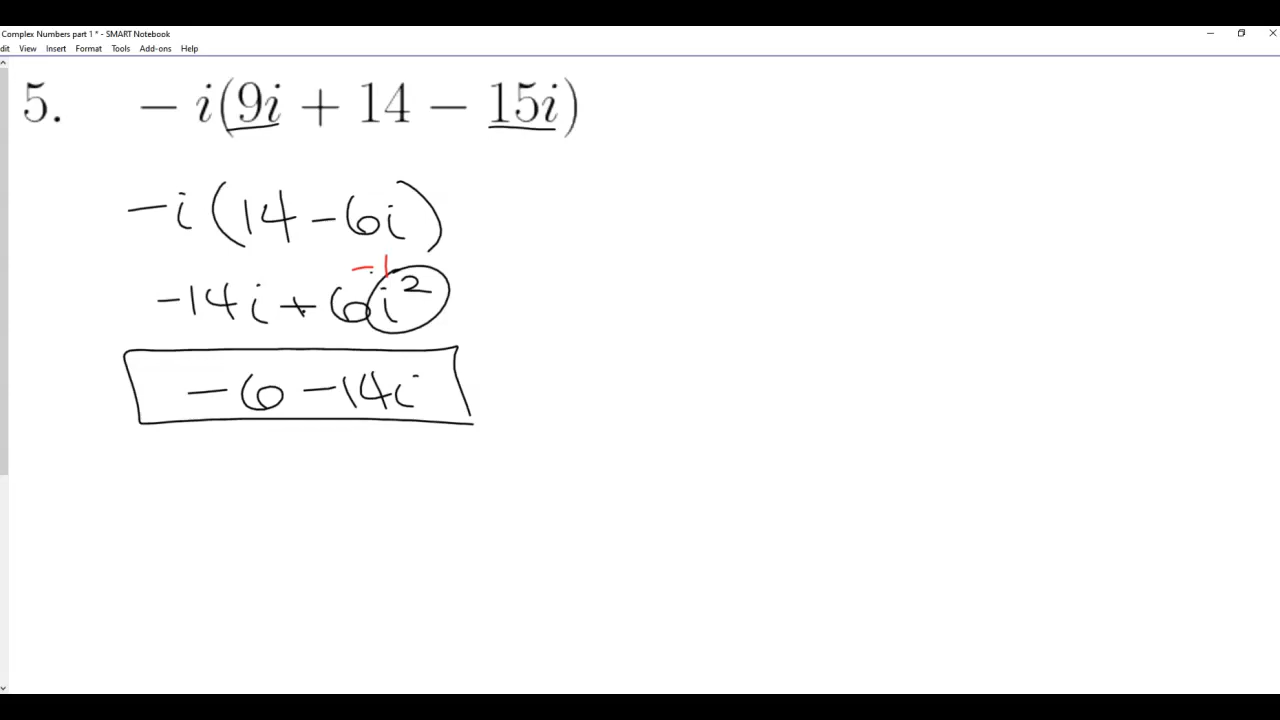 Complex Numbers part 1 * - SMART Notebook
dit View Insert Format Tools Add-ons Help
5. − i(9i + 14 − 15i)
-i(14-6i)
-1
-14i+6i²
-6-14i